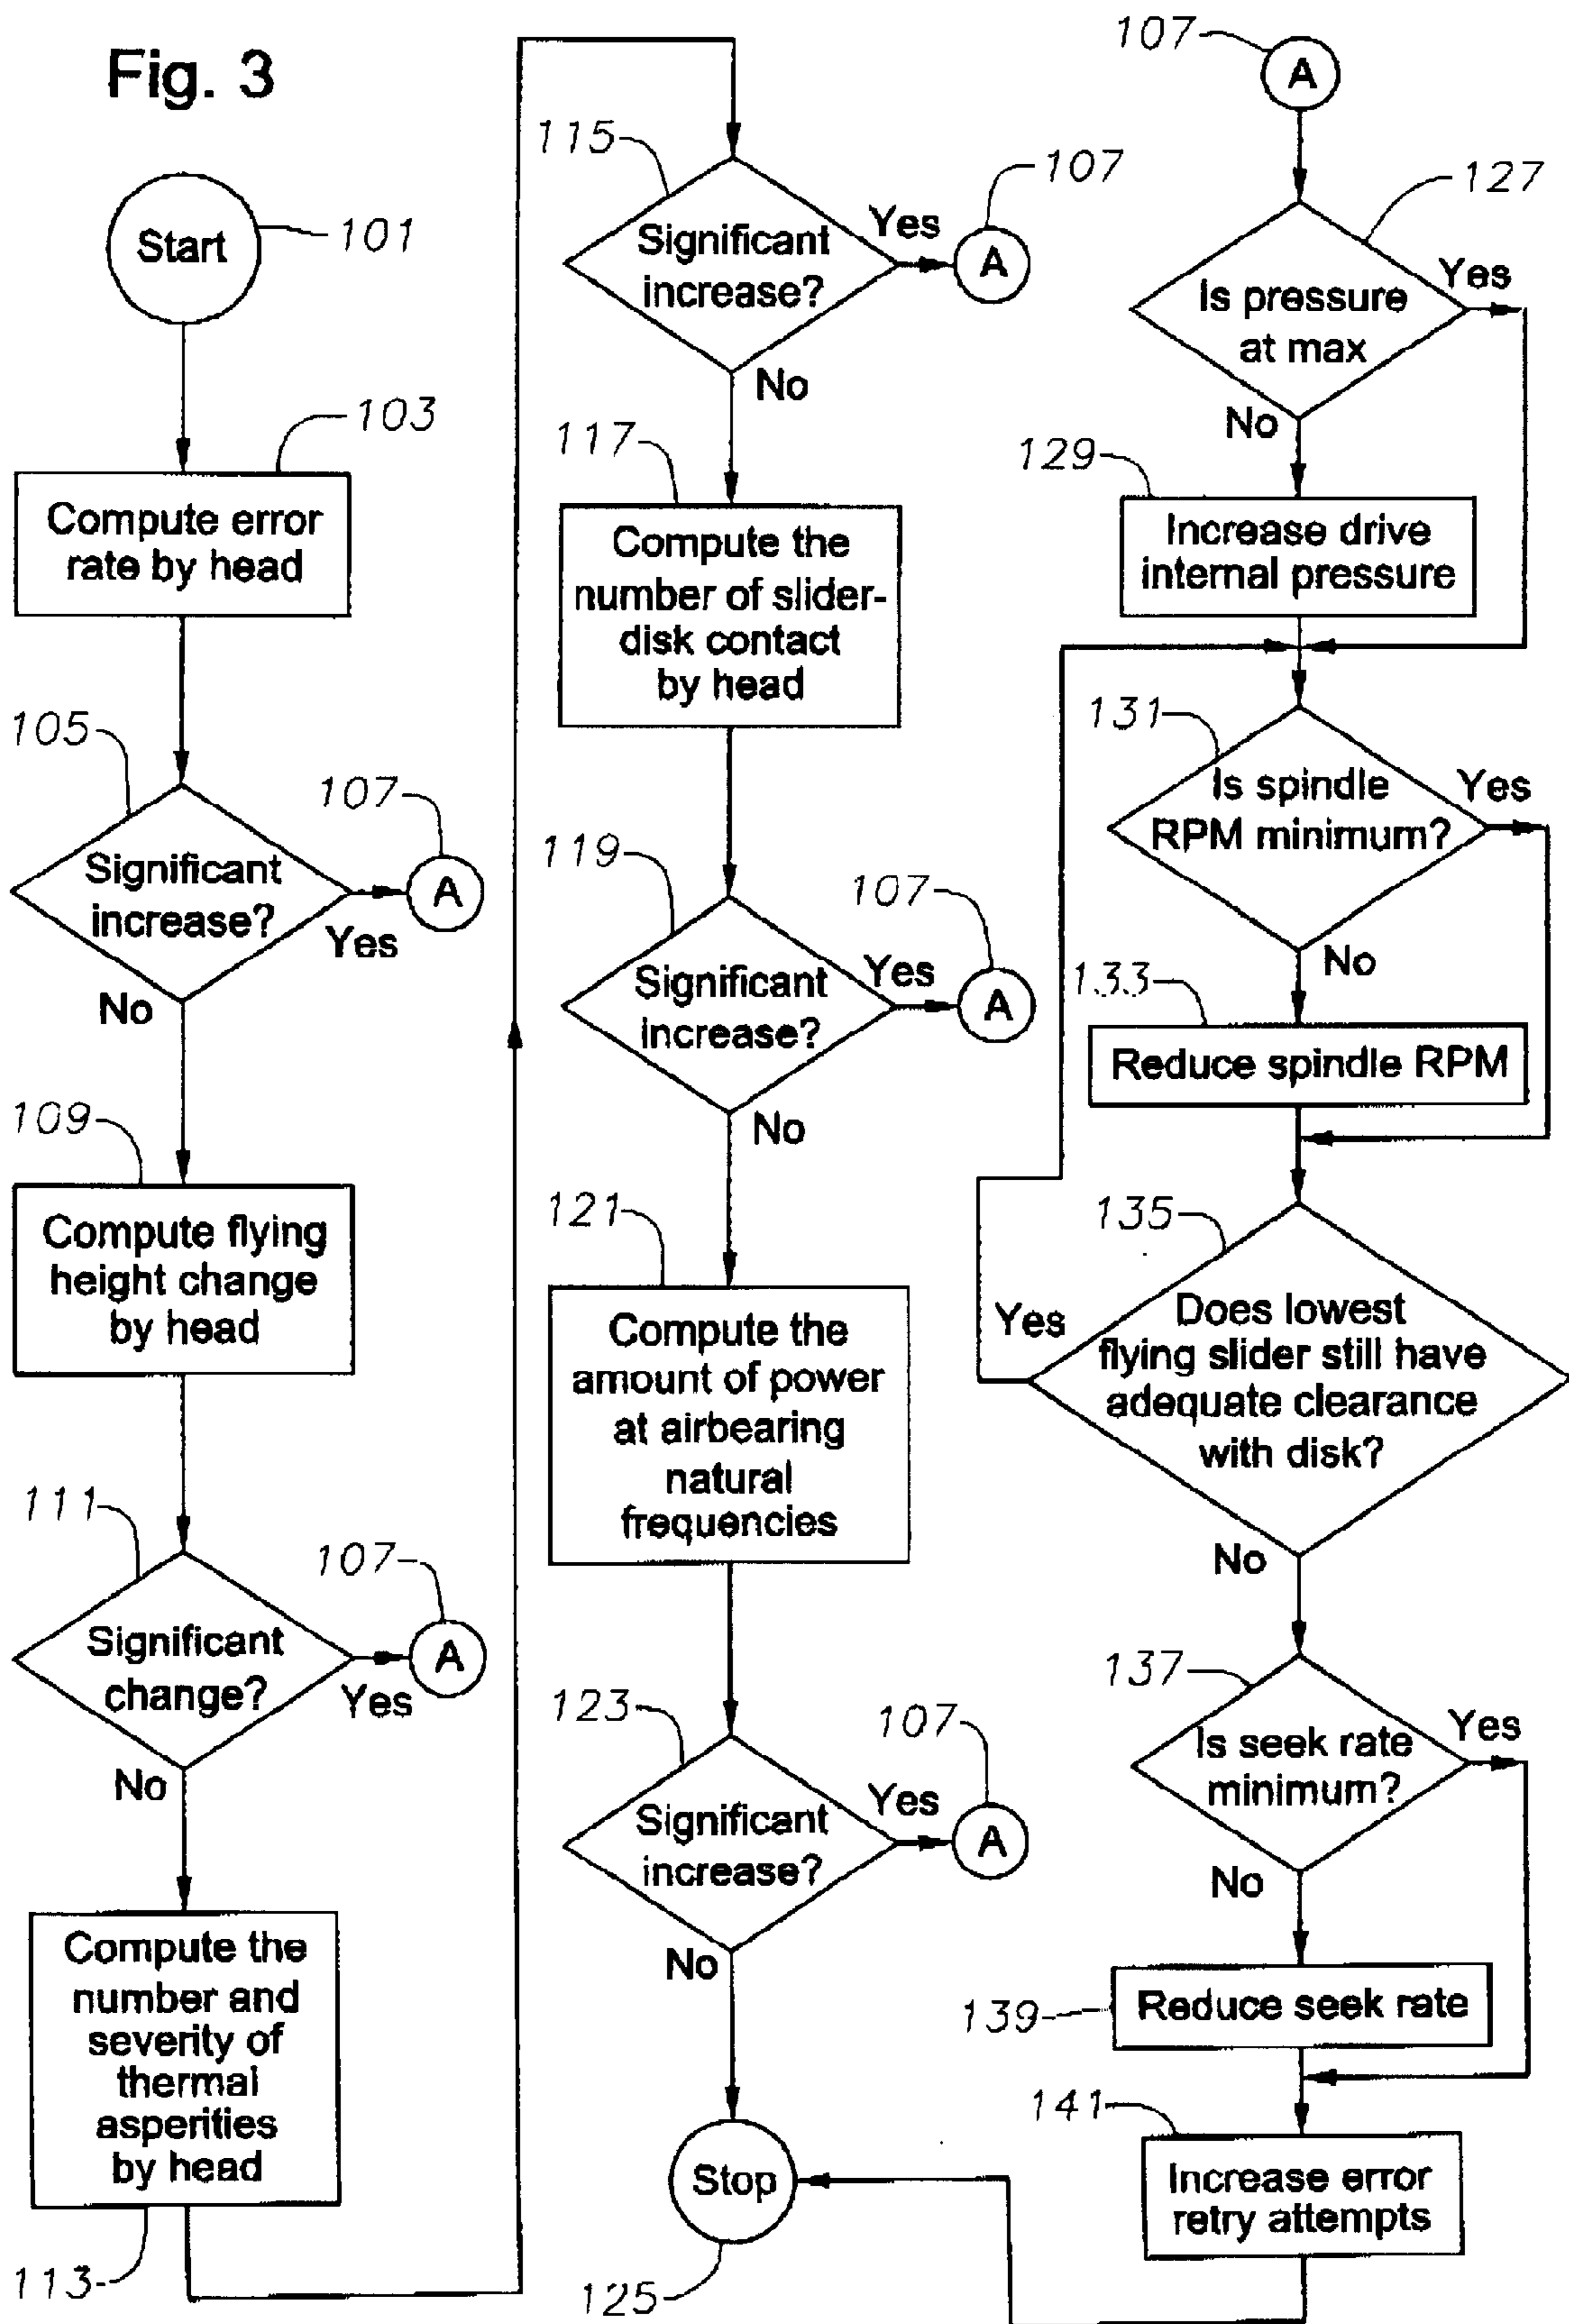 Fig. 3
Start
101
103
Compute error
rate by head
105
107
Significant
increase?
A
Yes
No
109
Compute flying
height change
by head
111
107
Significant
change?
A
Yes
No
Compute the
number and
severity of
thermal
asperities
by head
113
115
107
Significant
increase?
Yes
A
No
117
Compute the
number of slider-
disk contact
by head
119
107
Significant
increase?
Yes
A
No
121
Compute the
amount of power
at airbearing
natural
frequencies
123
107
Significant
increase?
Yes
A
No
Stop
125
107
A
127
Is pressure
at max
Yes
No
129
Increase drive
internal pressure
131
Is spindle
RPM minimum?
Yes
No
133
Reduce spindle RPM
135
Yes
Does lowest
flying slider still have
adequate clearance
with disk?
No
137
Is seek rate
minimum?
Yes
No
Reduce seek rate
139
141
Increase error
retry attempts